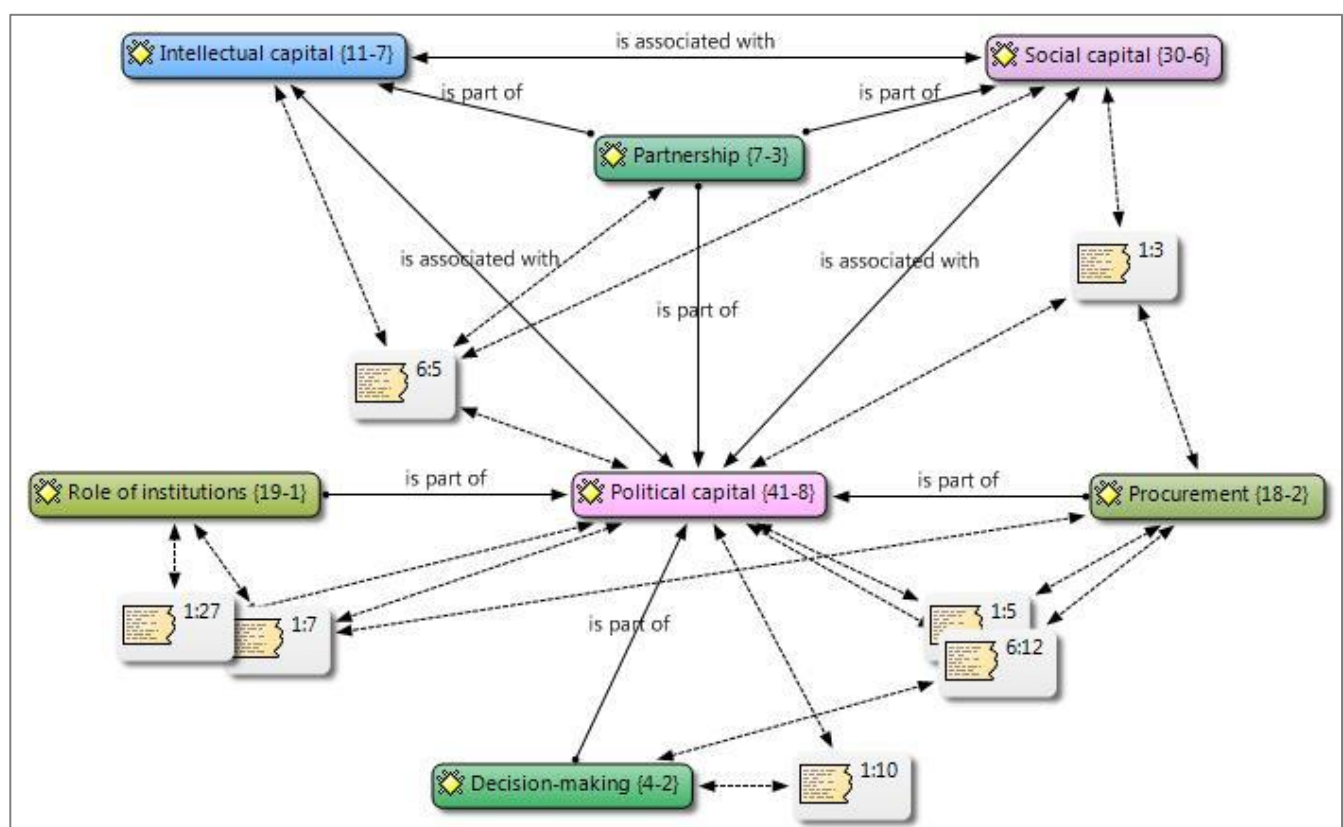 is associated with
Intellectual capital {11-7}
Social capital {30-6}
is part of
is part of
Partnership {7-3}
1:3
is associated with
is associated with
is part of
6:5
is part of
is part of
Role of institutions {19-1}
Political capital {41-8}
Procurement {18-2}
1:27
1:7
1:5
is part of
6:12
1:10
Decision-making {4-2}